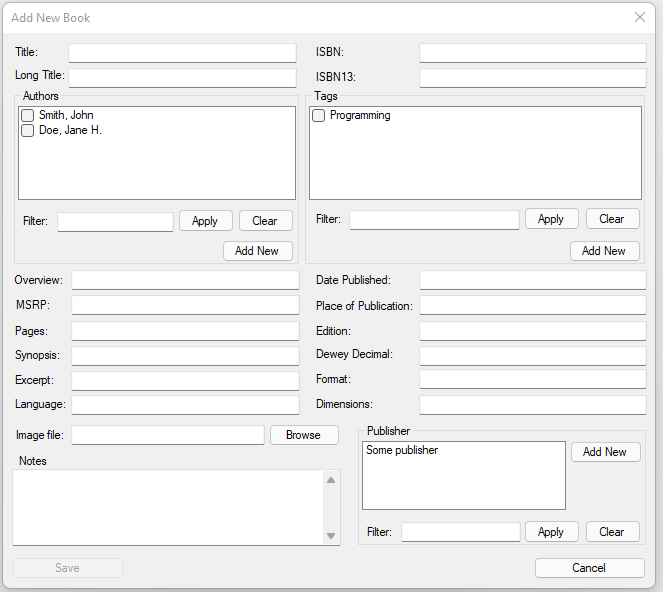 Add New Book
Title:
ISBN:
Long Title:
ISBN13:
Authors
Smith, John
Doe, Jane H.
Filter:
Apply
Clear
Add New
Tags
Programming
Filter:
Apply
Clear
Add New
Overview:
Date Published:
MSRP:
Place of Publication:
Pages:
Edition:
Synopsis:
Dewey Decimal:
Excerpt:
Format:
Language:
Dimensions:
Image file:
Browse
Notes
Publisher
Some publisher
Add New
Filter:
Apply
Clear
Save
Cancel